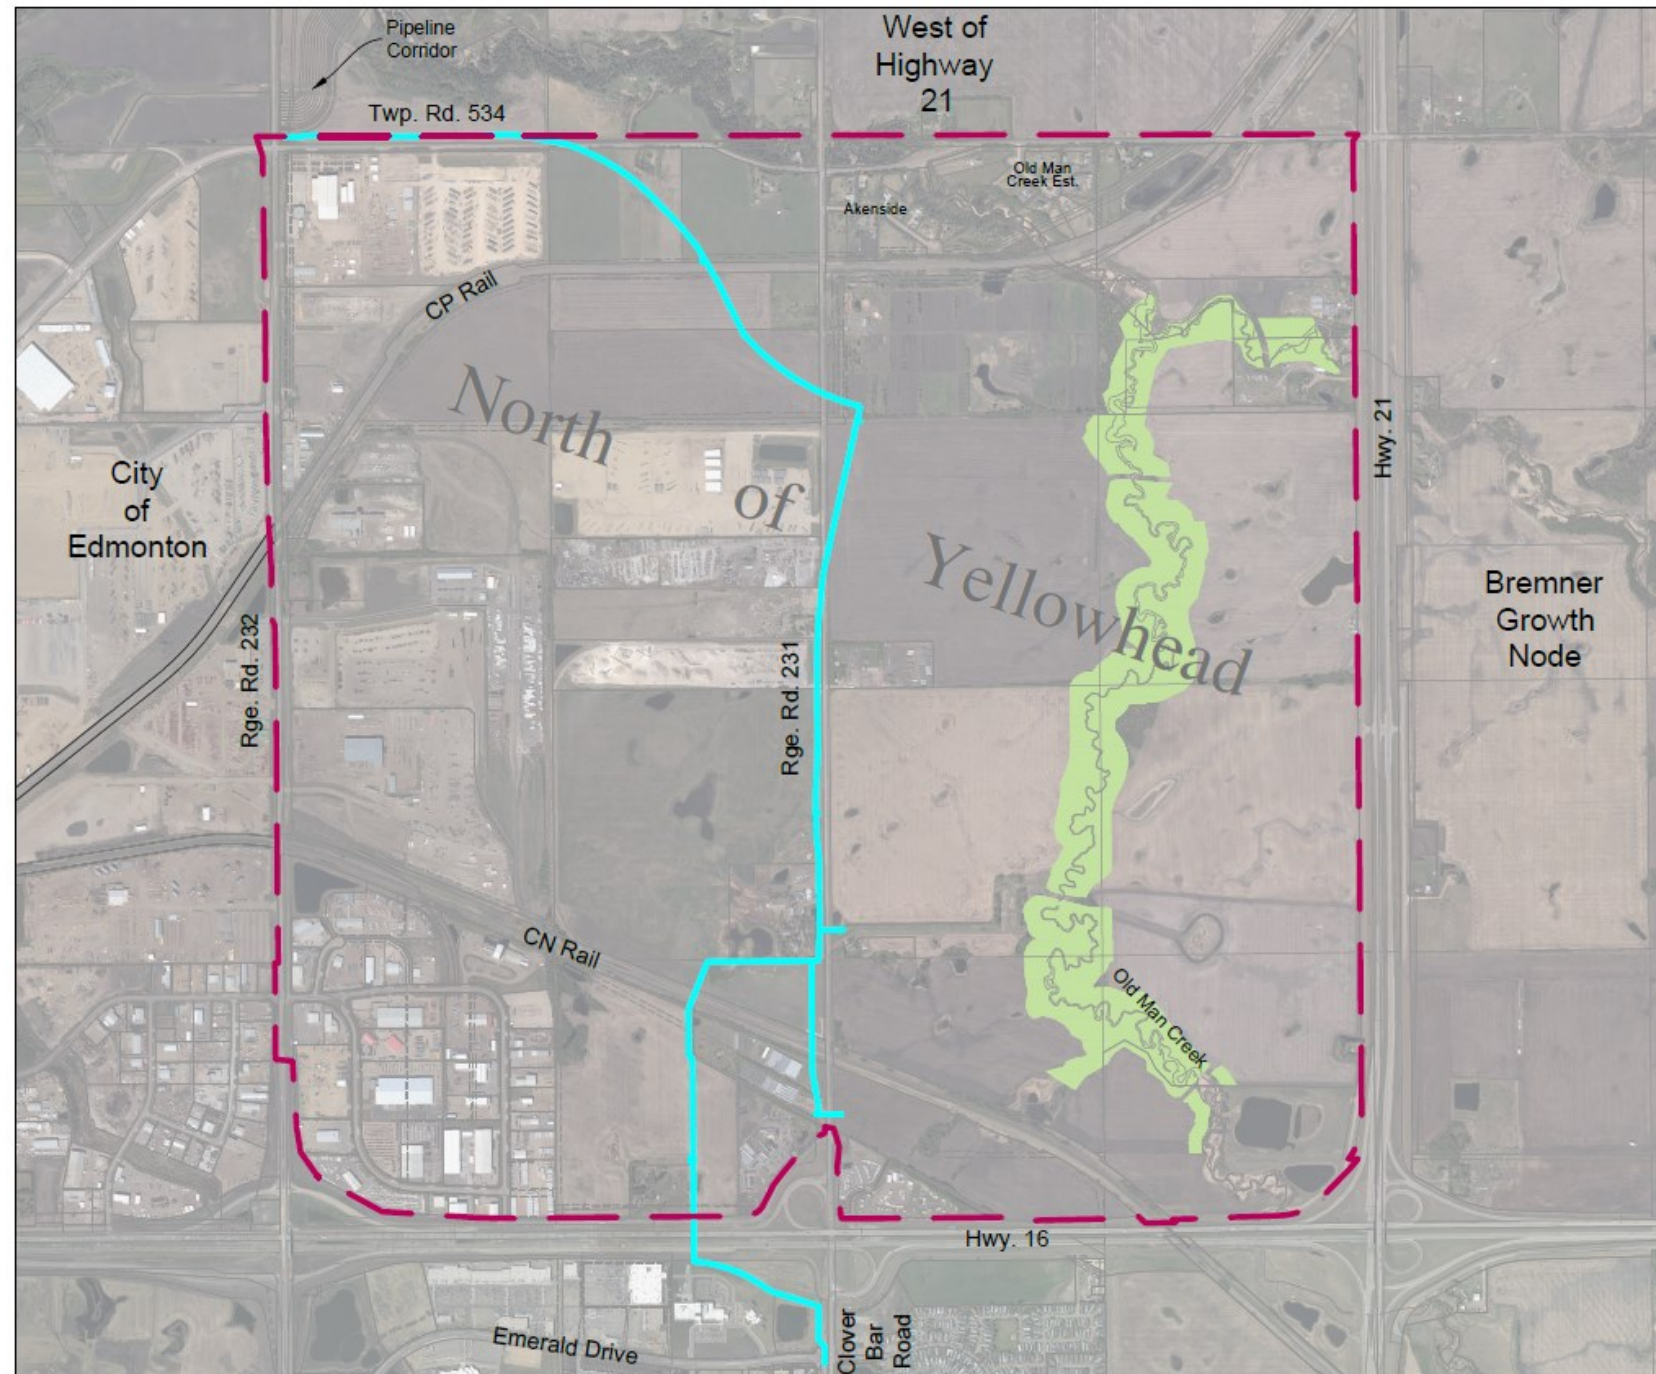 Pipeline
Corridor
West of
Highway
21
Twp. Rd. 534
Old Man
Creek Est.
Akenside
CP Rail
North
of
Yellowhead
Hwy. 21
City
of
Edmonton
Bremner
Growth
Node
Rge. Rd. 232
Rge. Rd. 231
CN Rail
Old Man Creek
Hwy. 16
Emerald Drive
Clover
Bar
Road